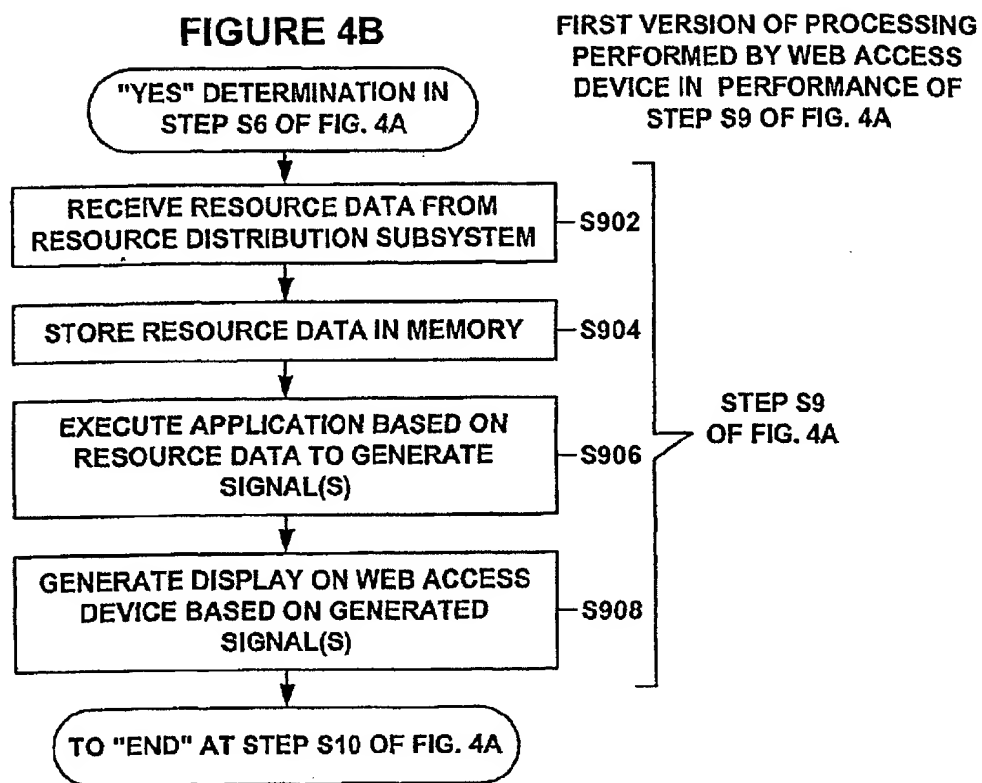 FIGURE 4B
FIRST VERSION OF PROCESSING
PERFORMED BY WEB ACCESS
DEVICE IN PERFORMANCE OF
STEP S9 OF FIG. 4A
"YES" DETERMINATION IN
STEP S6 OF FIG. 4A
RECEIVE RESOURCE DATA FROM
RESOURCE DISTRIBUTION SUBSYSTEM
S902
STORE RESOURCE DATA IN MEMORY
S904
EXECUTE APPLICATION BASED ON
RESOURCE DATA TO GENERATE
SIGNAL(S)
S906
STEP S9
OF FIG. 4A
GENERATE DISPLAY ON WEB ACCESS
DEVICE BASED ON GENERATED
SIGNAL(S)
S908
TO "END" AT STEP S10 OF FIG. 4A